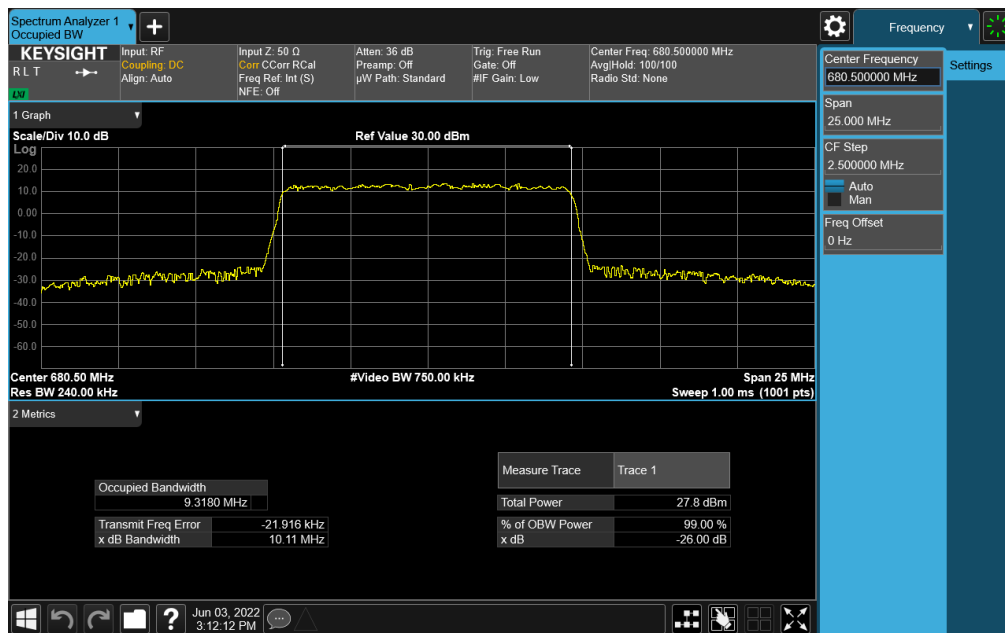 Spectrum Analyzer 1
Occupied BW
Frequency
KEYSIGHT
R L T
LXI
Input: RF
Coupling: DC
Align: Auto
Input Z: 50 Ω
Corr CCorr RCal
Freq Ref: Int (S)
NFE: Off
Atten: 36 dB
Preamp: Off
µW Path: Standard
Trig: Free Run
Gate: Off
#IF Gain: Low
Center Freq: 680.500000 MHz
Avg|Hold: 100/100
Radio Std: None
Center Frequency
680.500000 MHz
Settings
Span
25.000 MHz
CF Step
2.500000 MHz
Auto
Man
Freq Offset
0 Hz
1 Graph
Scale/Div 10.0 dB
Ref Value 30.00 dBm
Log
20.0
10.0
0.00
-10.0
-20.0
-30.0
-40.0
-50.0
-60.0
Center 680.50 MHz
#Video BW 750.00 kHz
Span 25 MHz
Res BW 240.00 kHz
Sweep 1.00 ms (1001 pts)
2 Metrics
Measure Trace Trace 1
Occupied Bandwidth
9.3180 MHz
Total Power 27.8 dBm
Transmit Freq Error -21.916 kHz
% of OBW Power 99.00 %
x dB Bandwidth 10.11 MHz
x dB -26.00 dB
?
Jun 03, 2022
3:12:12 PM